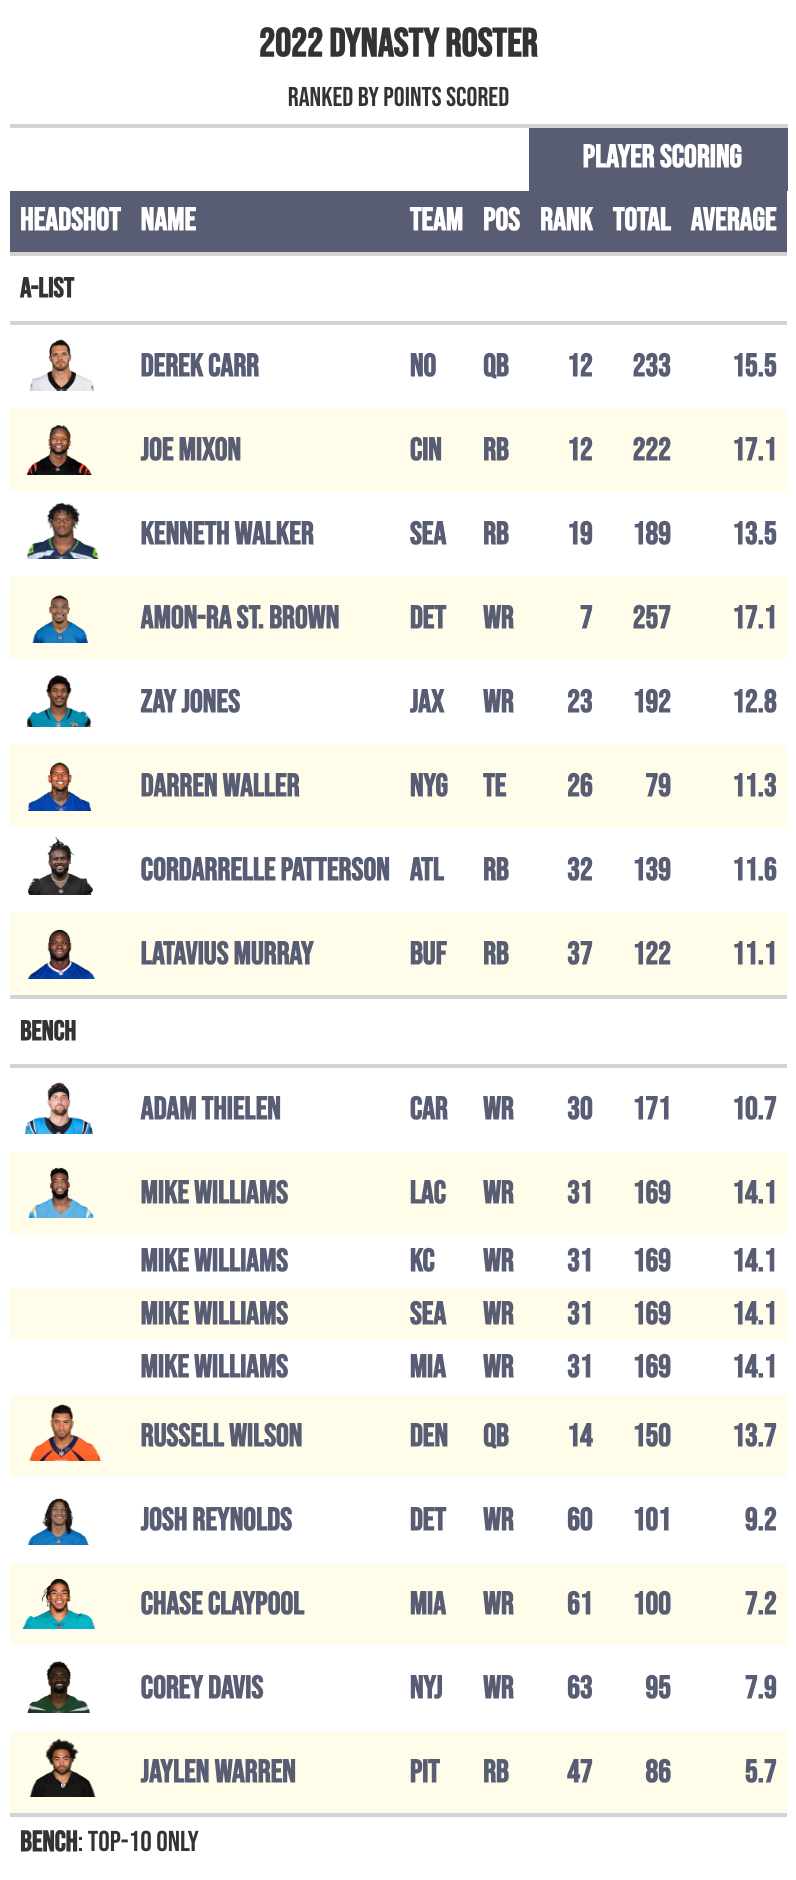 2022 DYNASTY ROSTER
RANKED BY POINTS SCORED
PLAYER SCORING
HEADSHOT NAME TEAM POS RANK TOTAL AVERAGE
A-LIST
DEREK CARR NO QB 12 233 15.5
JOE MIXON CIN RB 12 222 17.1
KENNETH WALKER SEA RB 19 189 13.5
AMON-RA ST. BROWN DET WR 7 257 17.1
ZAY JONES JAX WR 23 192 12.8
DARREN WALLER NYG TE 26 79 11.3
CORDARRELLE PATTERSON ATL RB 32 139 11.6
LATAVIUS MURRAY BUF RB 37 122 11.1
BENCH
ADAM THIELEN CAR WR 30 171 10.7
MIKE WILLIAMS LAC WR 31 169 14.1
MIKE WILLIAMS KC WR 31 169 14.1
MIKE WILLIAMS SEA WR 31 169 14.1
MIKE WILLIAMS MIA WR 31 169 14.1
RUSSELL WILSON DEN QB 14 150 13.7
JOSH REYNOLDS DET WR 60 101 9.2
CHASE CLAYPOOL MIA WR 61 100 7.2
COREY DAVIS NYJ WR 63 95 7.9
JAYLEN WARREN PIT RB 47 86 5.7
BENCH: TOP-10 ONLY